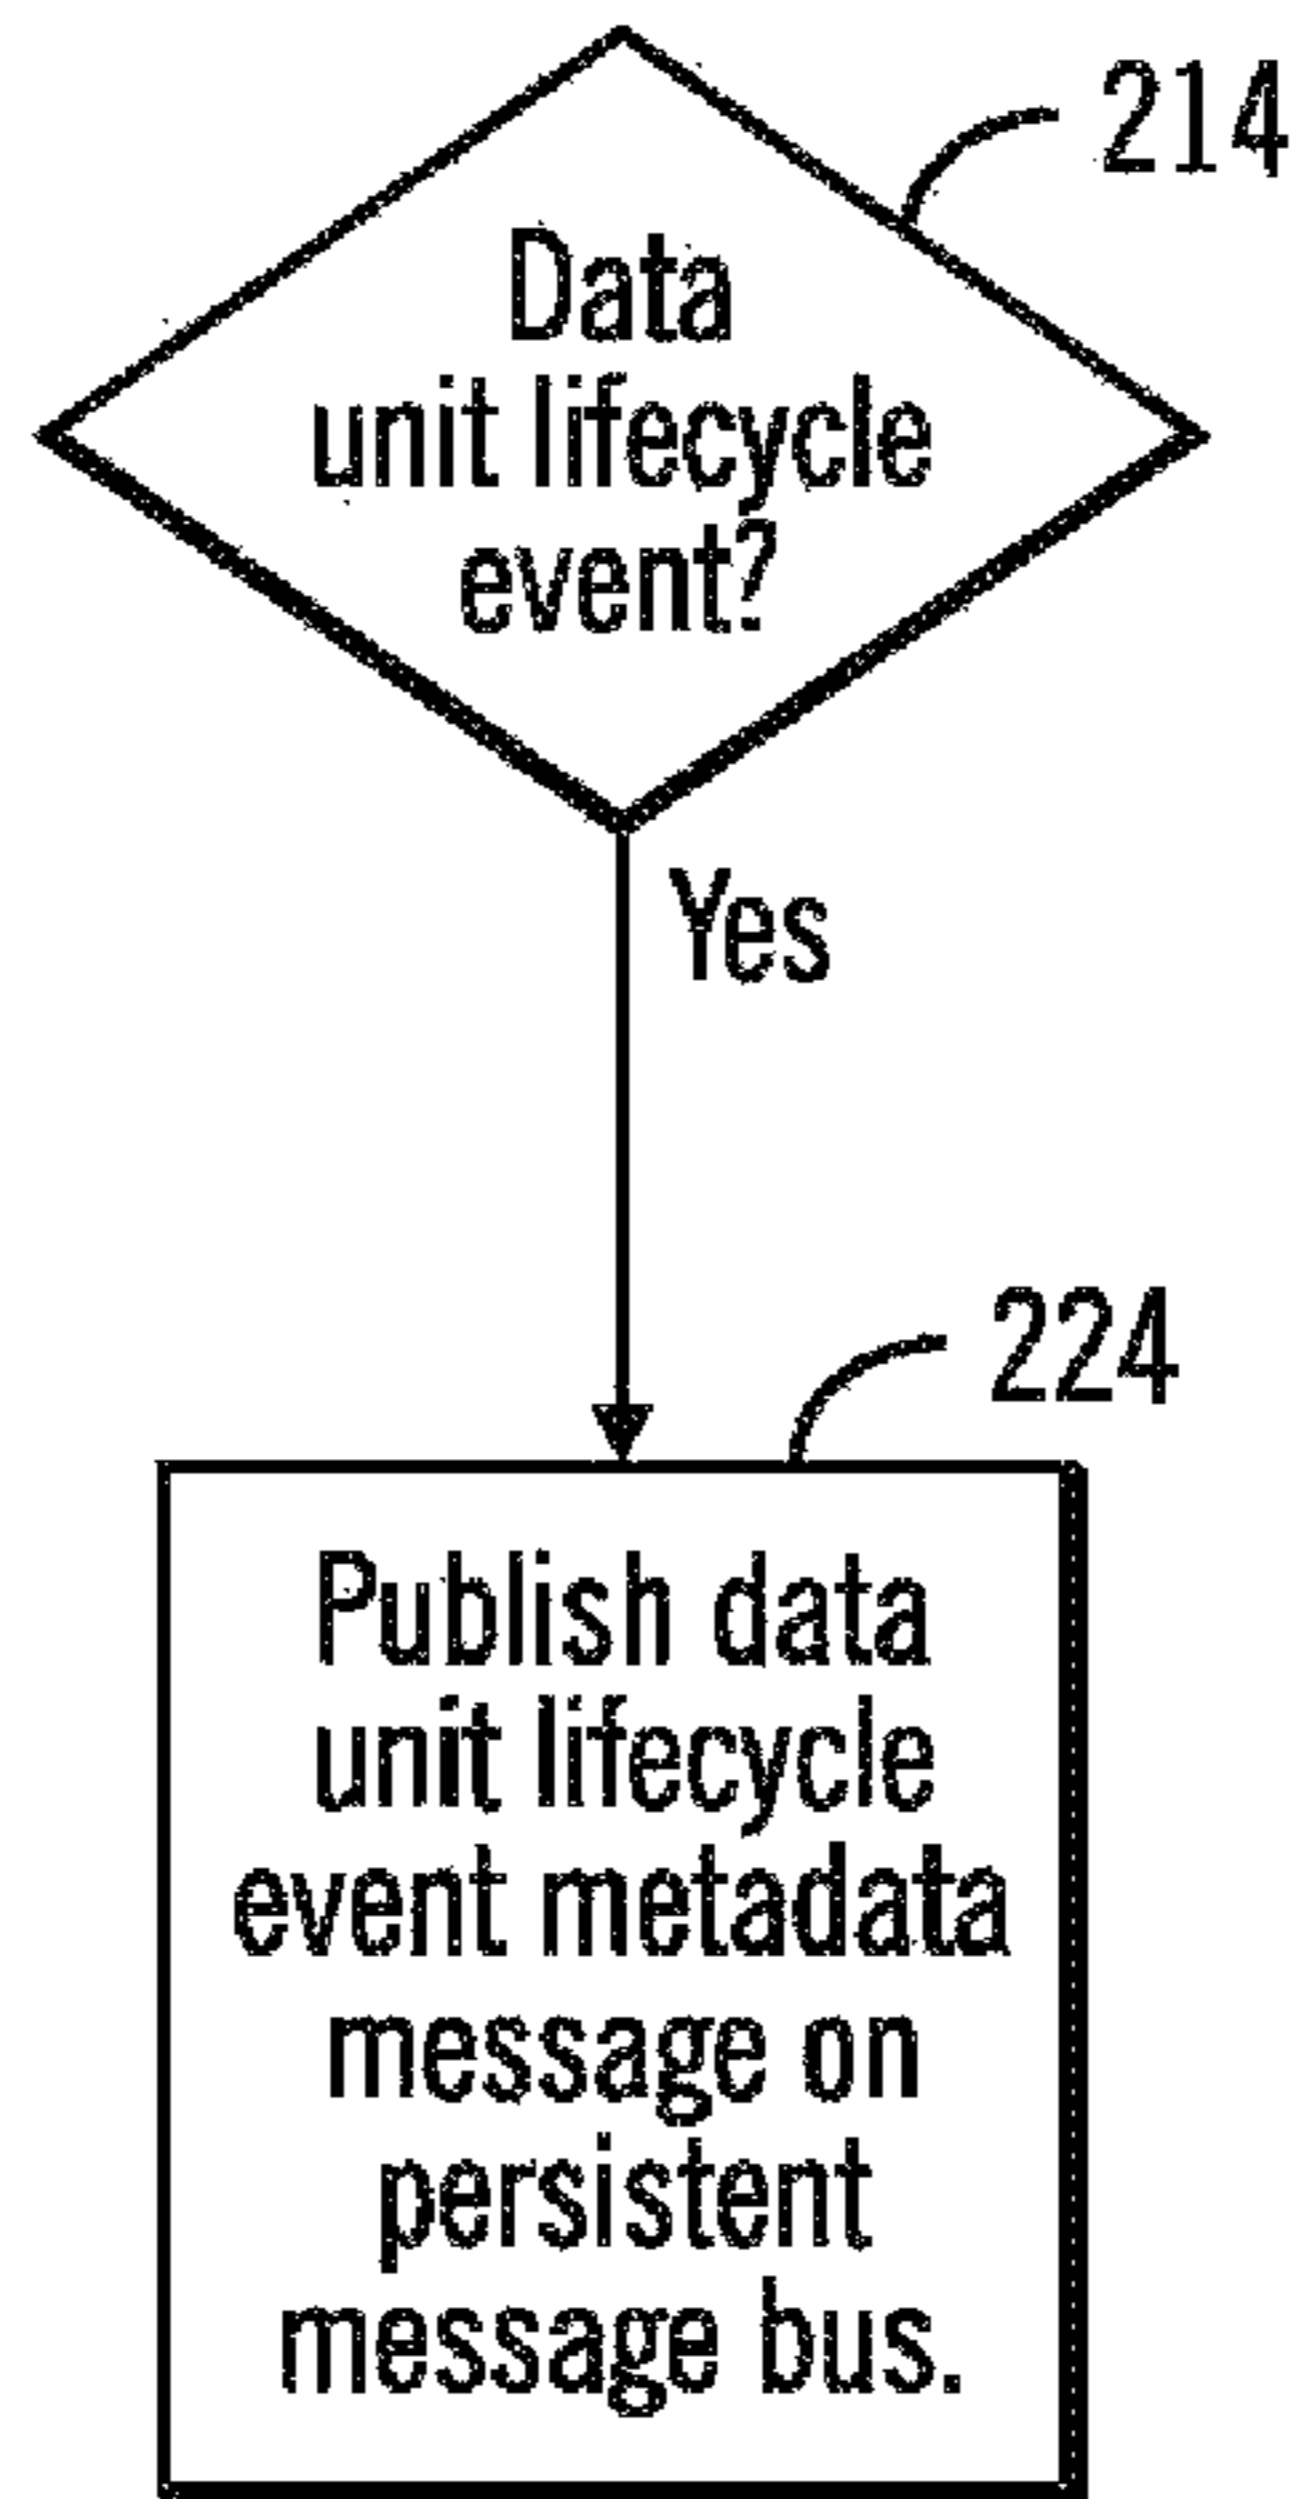 214
Data
unit lifecycle
event?
Yes
224
Publish data
unit lifecycle
event metadata
message on
persistent
message bus.